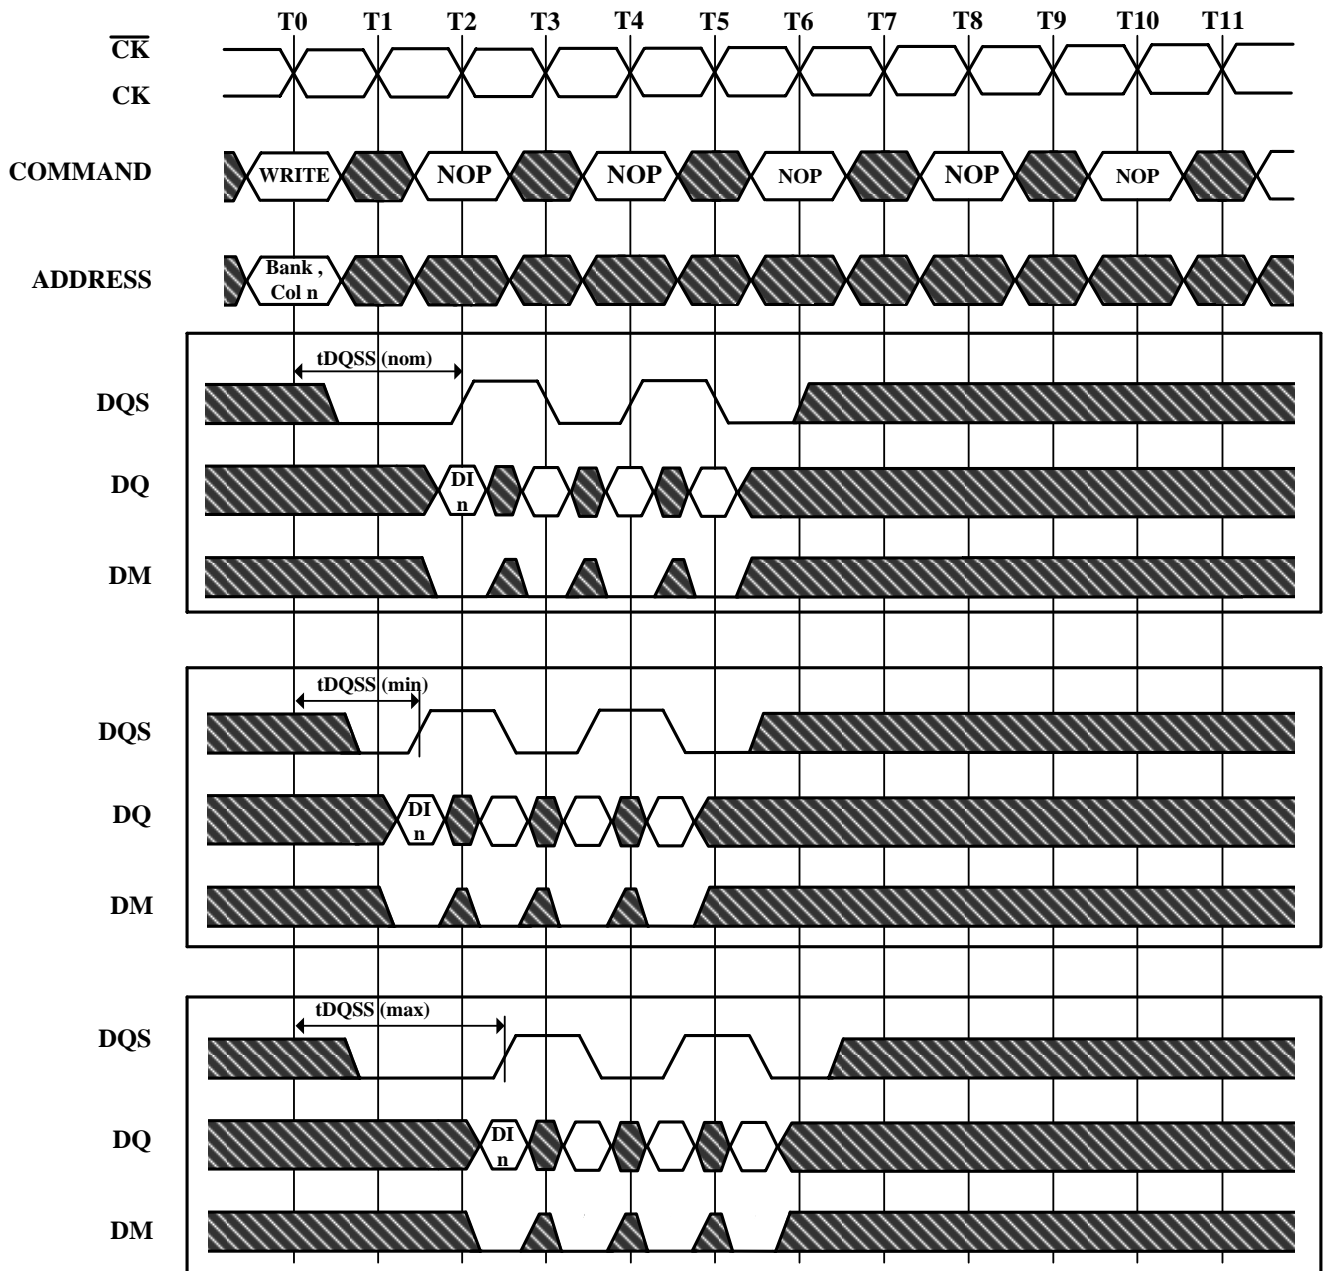 T0 T1 T2 T3 T4 T5 T6 T7 T8 T9 T10 T11
CK
CK
COMMAND WRITE NOP NOP NOP NOP NOP
ADDRESS Bank ,
Col n
tDQSS (nom)
DQS
DQ DI
n
DM
tDQSS (min)
DQS
DQ DI
n
DM
tDQSS (max)
DQS
DQ DI
n
DM